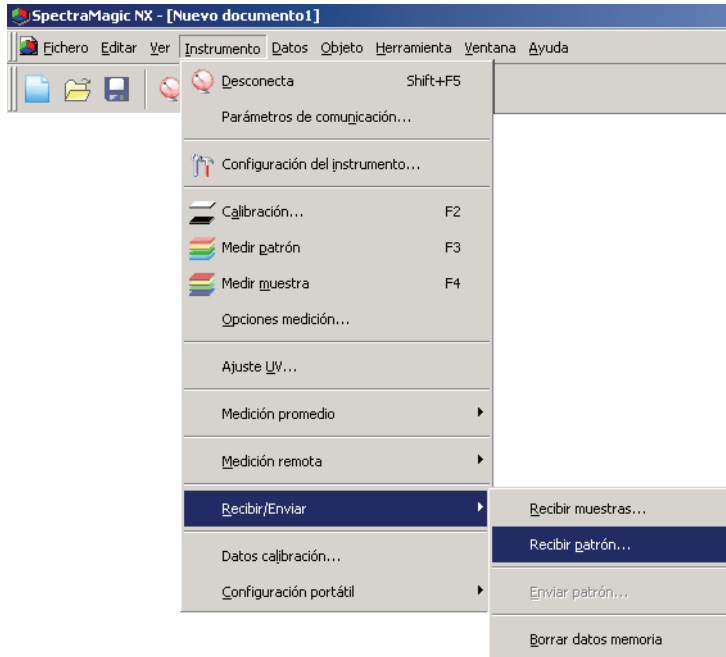 SpectraMagic NX - [Nuevo documento1]
Fichero Editar Ver Instrumento Datos Objeto Herramienta Ventana Ayuda
Desconecta Shift+F5
Parámetros de comunicación...
Configuración del instrumento...
Calibración... F2
Medir patrón F3
Medir muestra F4
Opciones medición...
Ajuste UV...
Medición promedio
Medición remota
Recibir/Enviar
Datos calibración...
Configuración portátil
Recibir muestras...
Recibir patrón...
Enviar patrón...
Borrar datos memoria